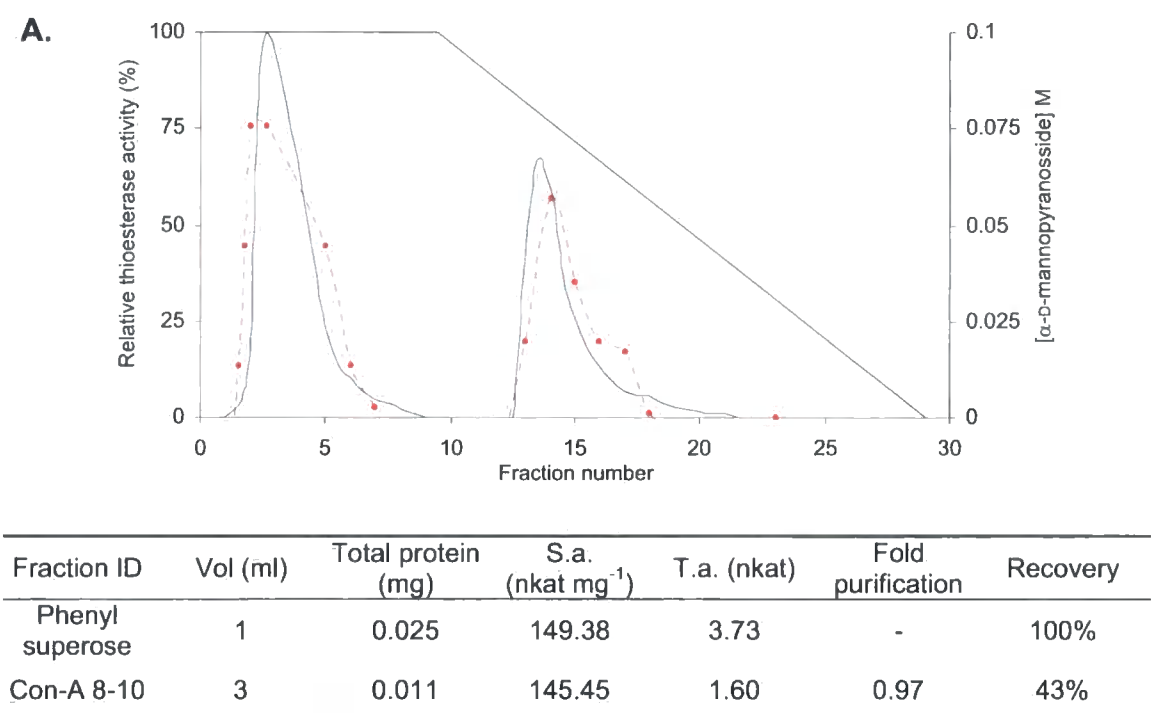 A.
Relative thioesterase activity (%)
100
75
50
25
0
0 5 10 15 20 25 30
Fraction number
0.1
0.075
0.05
0.025
0
[α-D-mannopyranosside] M
Fraction ID Vol (ml) Total protein (mg) S.a. (nkat mg⁻¹) T.a. (nkat) Fold purification Recovery
Phenyl superose 1 0.025 149.38 3.73 - 100%
Con-A 8-10 3 0.011 145.45 1.60 0.97 43%